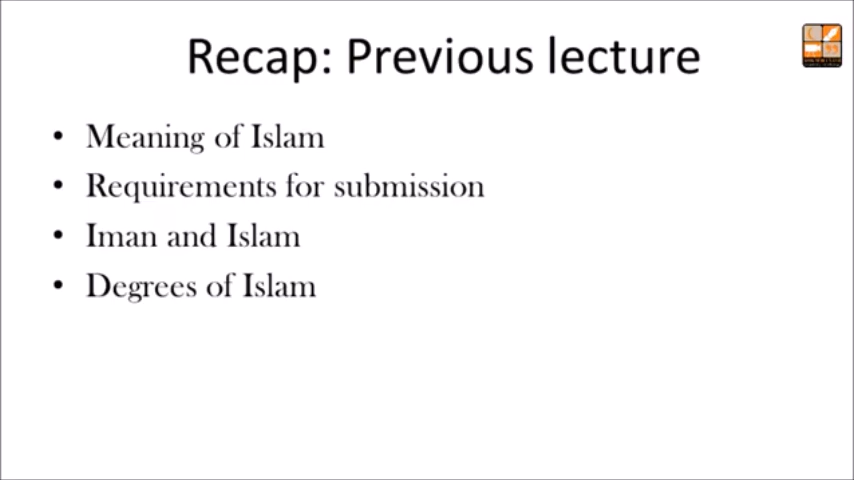 Recap: Previous lecture
• Meaning of Islam
• Requirements for submission
• Iman and Islam
• Degrees of Islam